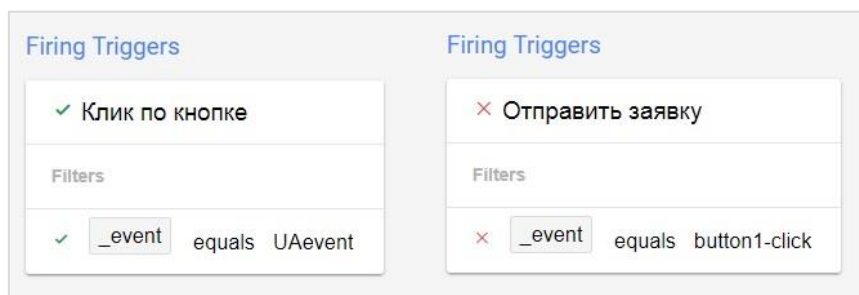 Firing Triggers
Клик по кнопке
Filters
_event equals UAevent
Firing Triggers
Отправить заявку
Filters
_event equals button1-click